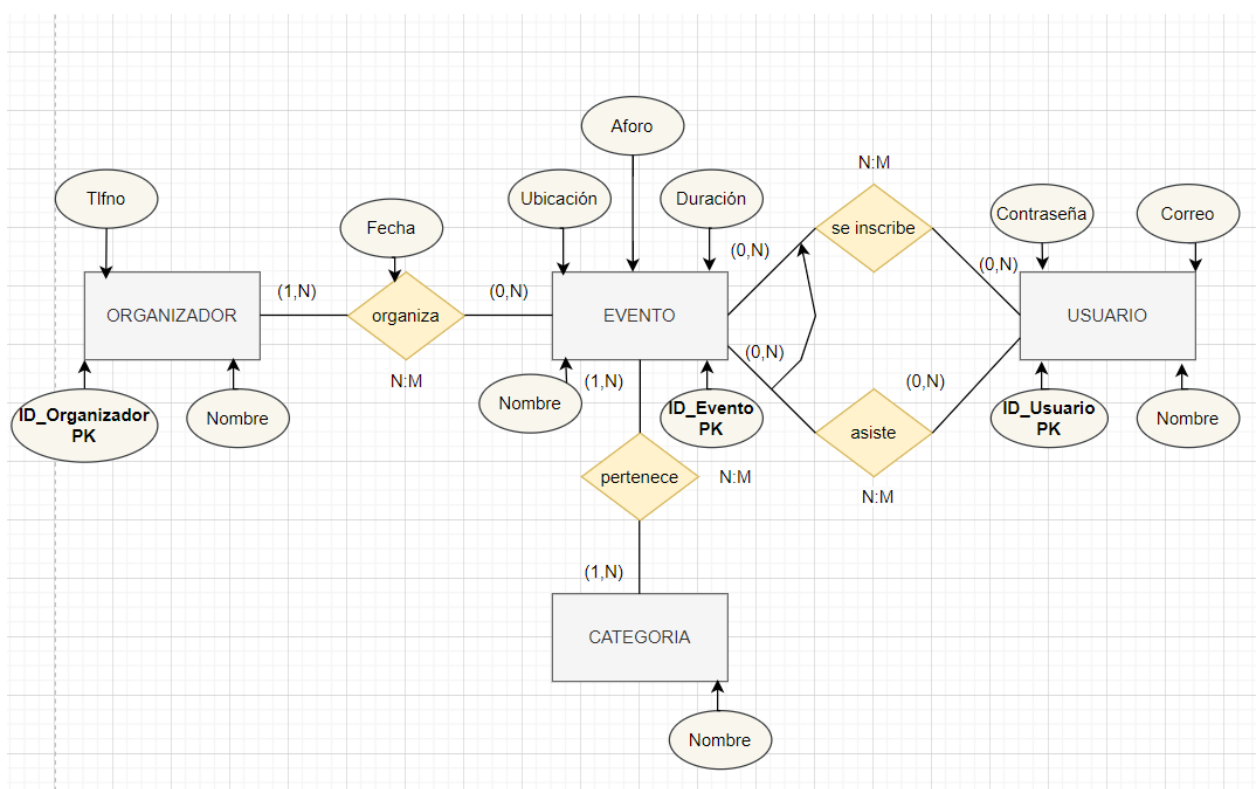 Aforo
N:M
Tlfno
Ubicación
Duración
Contraseña
Correo
Fecha
se inscribe
(0,N)
(0,N)
(1,N)
(0,N)
ORGANIZADOR
organiza
EVENTO
USUARIO
(0,N)
N:M
(1,N)
(0,N)
ID_Organizador
PK
Nombre
Nombre
ID_Evento
PK
asiste
ID_Usuario
PK
Nombre
pertenece
N:M
N:M
(1,N)
CATEGORIA
Nombre